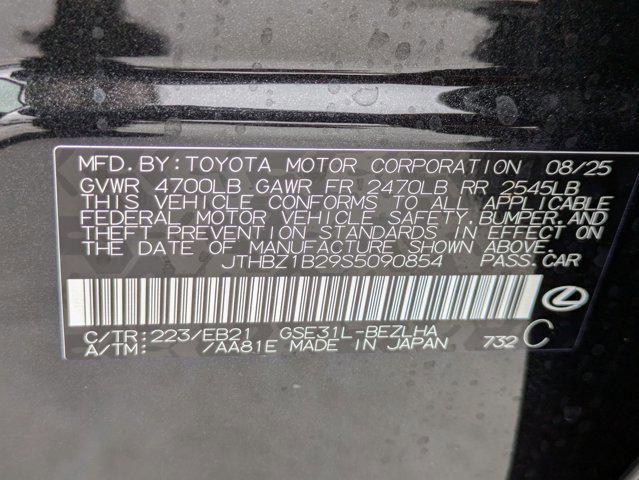 MFD. BY: TOYOTA MOTOR CORPORATION 08/25
GVWR 4700LB GAWR FR 2470LB RR 2545LB
THIS VEHICLE CONFORMS TO ALL APPLICABLE
FEDERAL MOTOR VEHICLE SAFETY, BUMPER, AND
THEFT PREVENTION STANDARDS IN EFFECT ON
THE DATE OF MANUFACTURE SHOWN ABOVE.
JTHBZ1B29S5090854 PASS. CAR
C/TR: 223/EB21 GSE31L-BEZLHA
A/TM: /AA81E MADE IN JAPAN 732 C